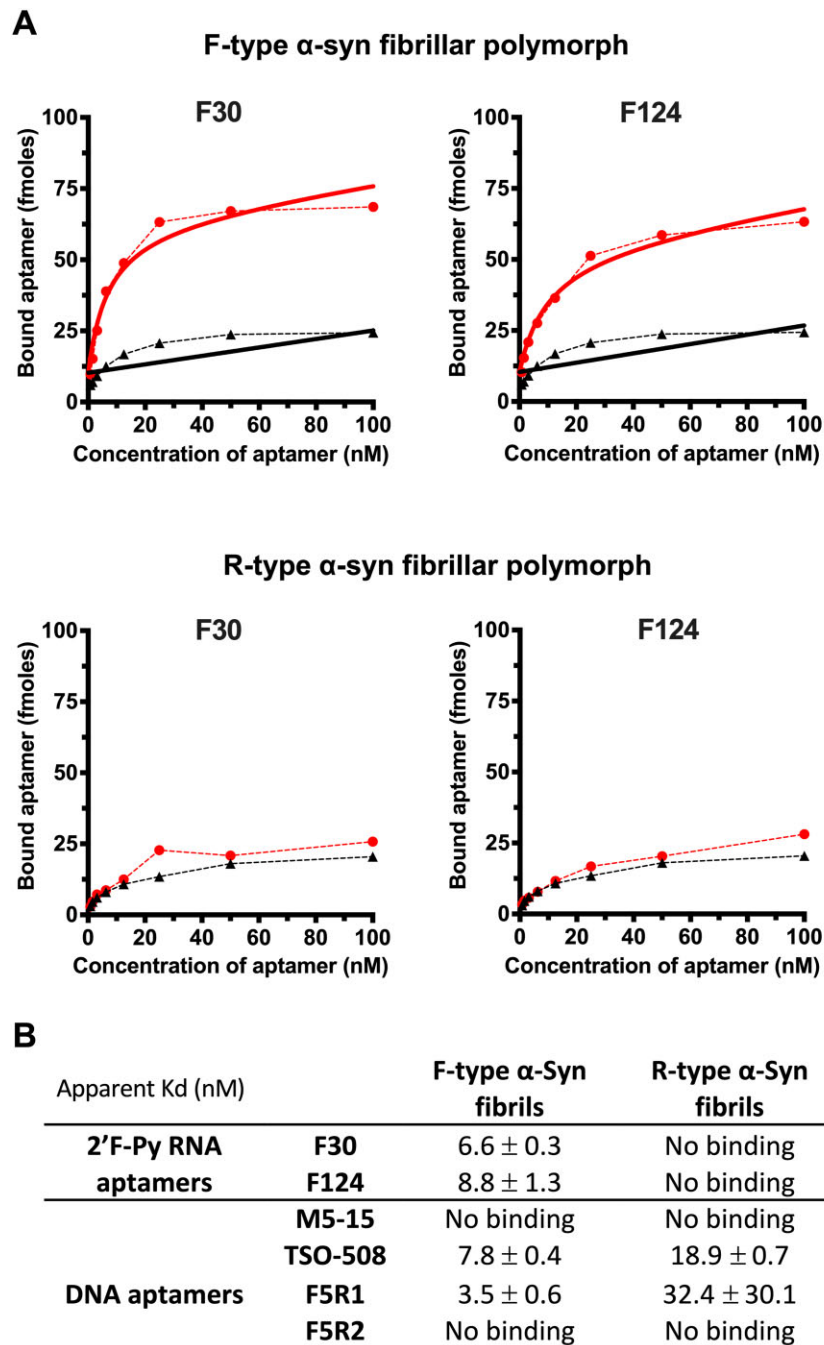 A
F-type α-syn fibrillar polymorph
F30
F124
Bound aptamer (fmoles)
100
75
50
25
0
0 20 40 60 80 100
Concentration of aptamer (nM)
Bound aptamer (fmoles)
100
75
50
25
0
0 20 40 60 80 100
Concentration of aptamer (nM)
R-type α-syn fibrillar polymorph
F30
F124
Bound aptamer (fmoles)
100
75
50
25
0
0 20 40 60 80 100
Concentration of aptamer (nM)
Bound aptamer (fmoles)
100
75
50
25
0
0 20 40 60 80 100
Concentration of aptamer (nM)
B
Apparent Kd (nM)
F-type α-Syn
fibrils
R-type α-Syn
fibrils
2'F-Py RNA
aptamers
F30 6.6 ± 0.3 No binding
F124 8.8 ± 1.3 No binding
DNA aptamers
M5-15 No binding No binding
TSO-508 7.8 ± 0.4 18.9 ± 0.7
F5R1 3.5 ± 0.6 32.4 ± 30.1
F5R2 No binding No binding